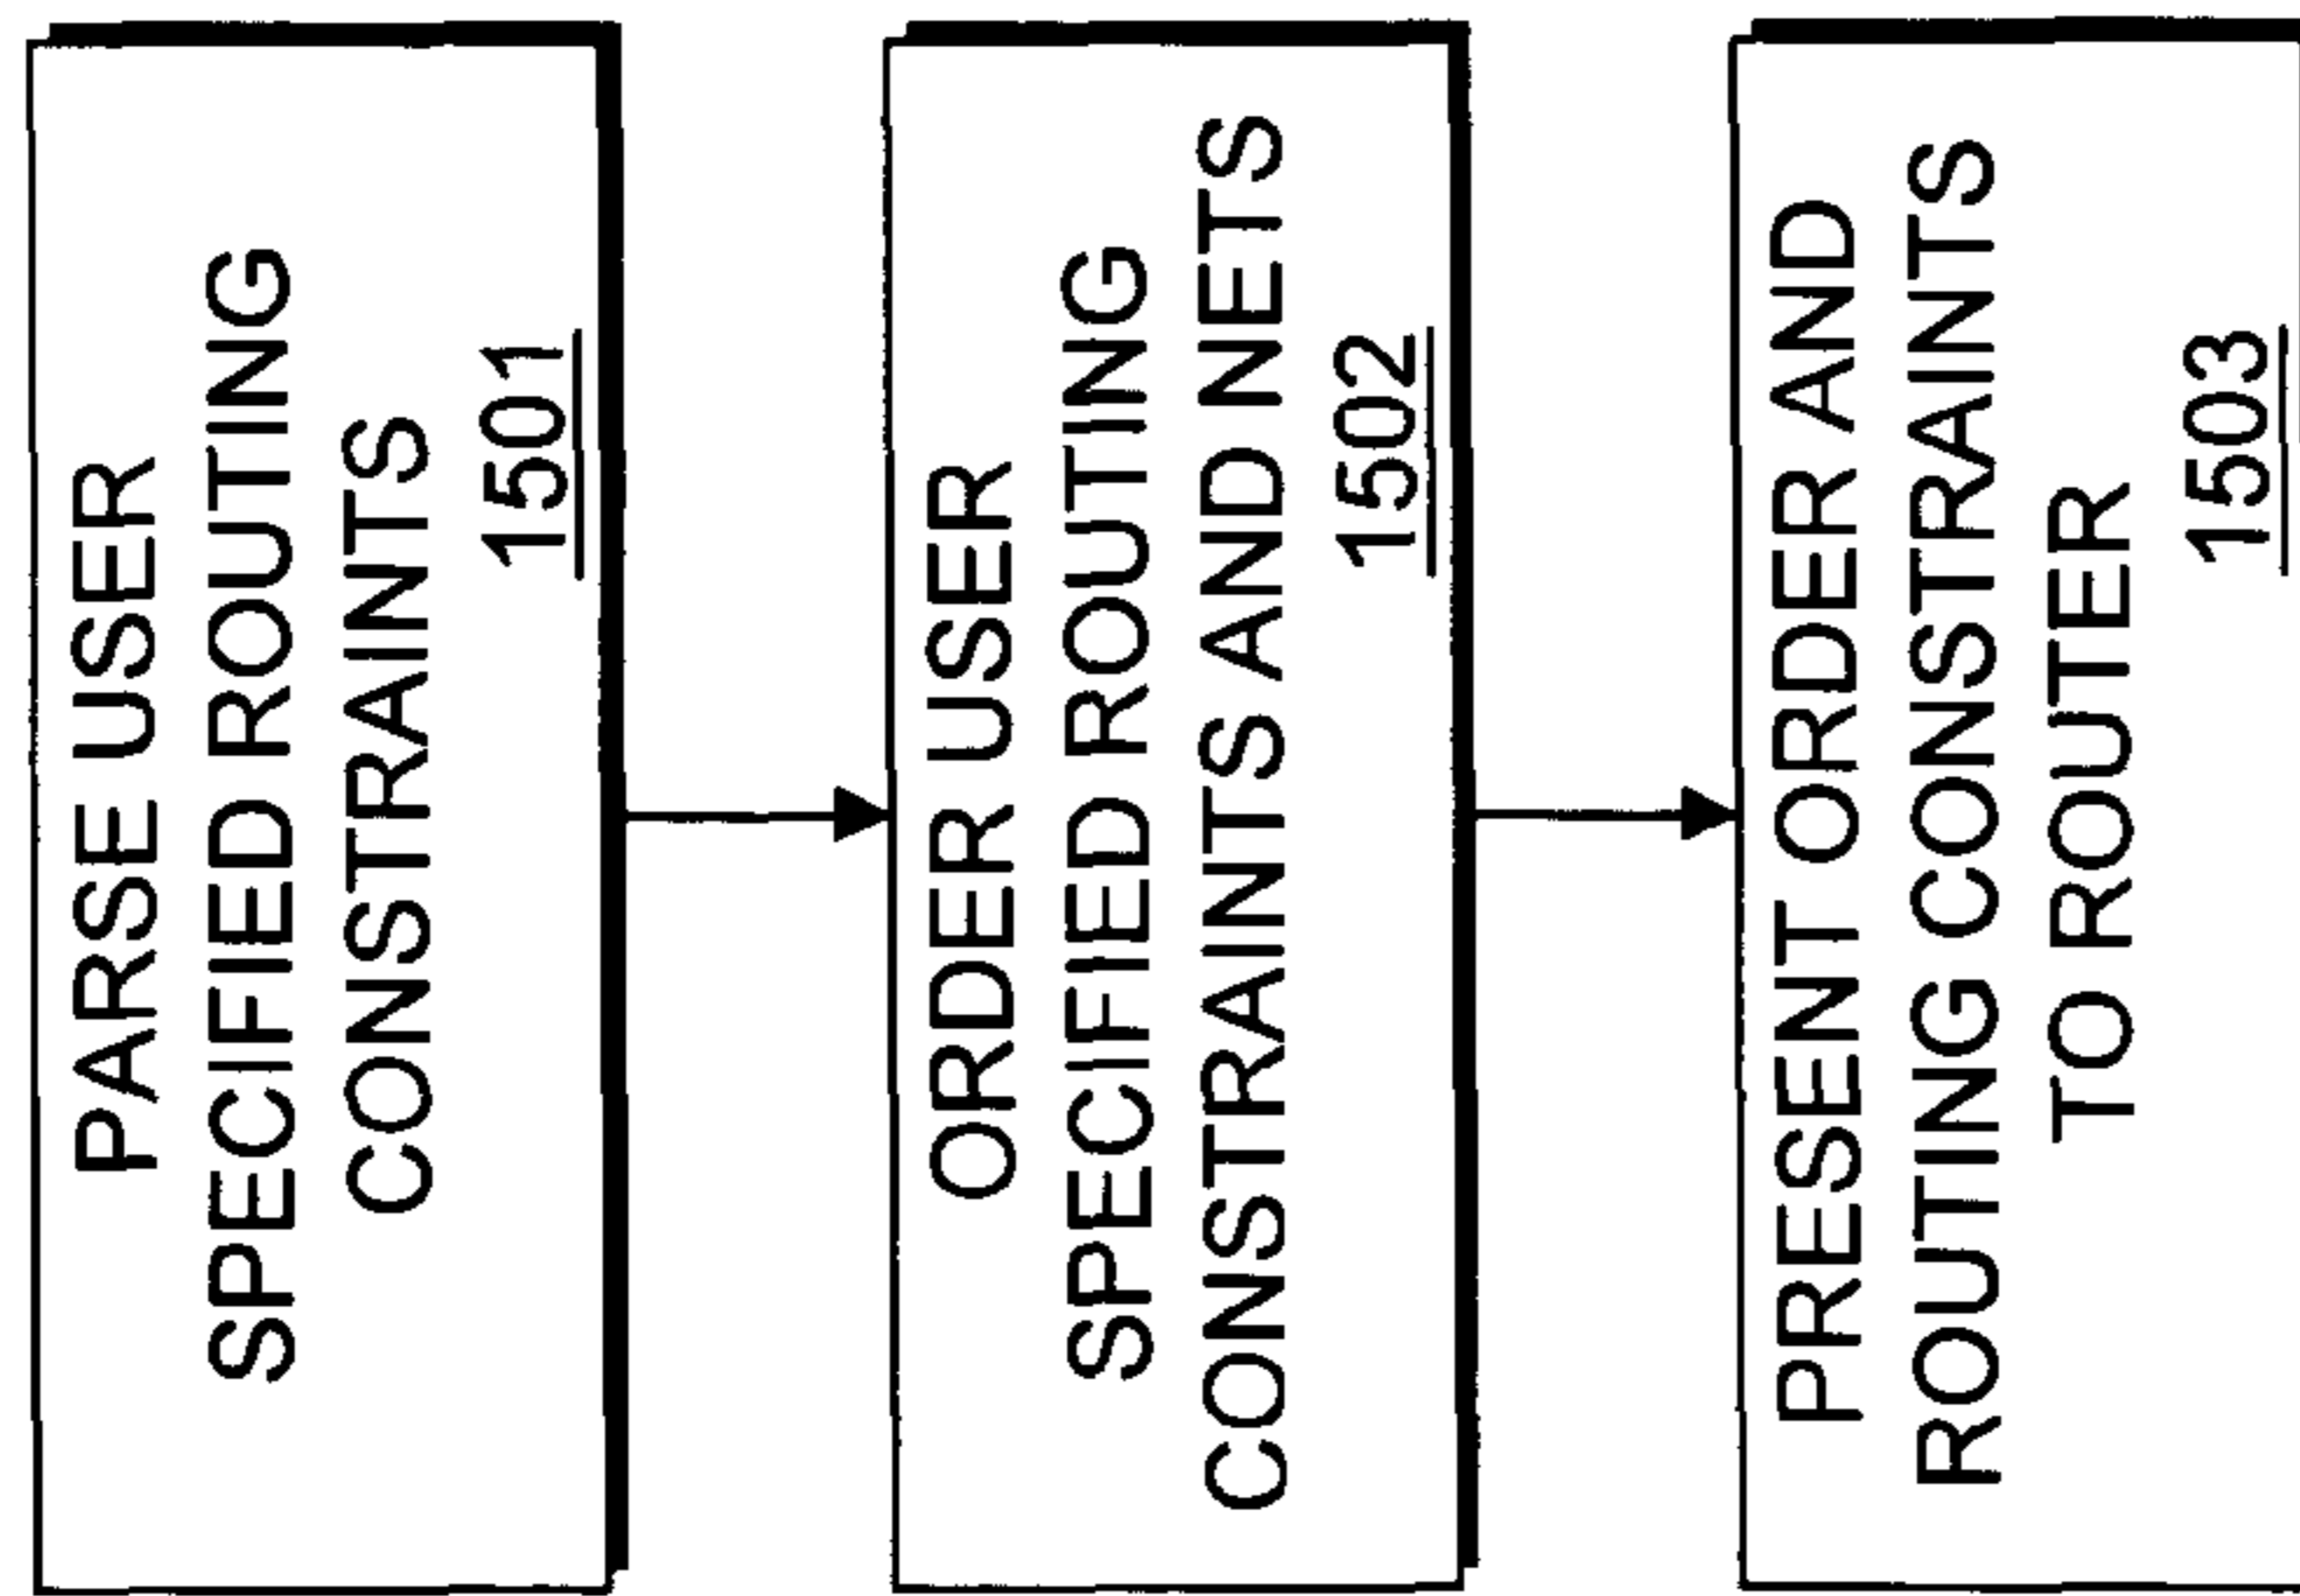 PARSE USER
SPECIFIED ROUTING
CONSTRAINTS
1501
ORDER USER
SPECIFIED ROUTING
CONSTRAINTS AND NETS
1502
PRESENT ORDER AND
ROUTING CONSTRAINTS
TO ROUTER
1503